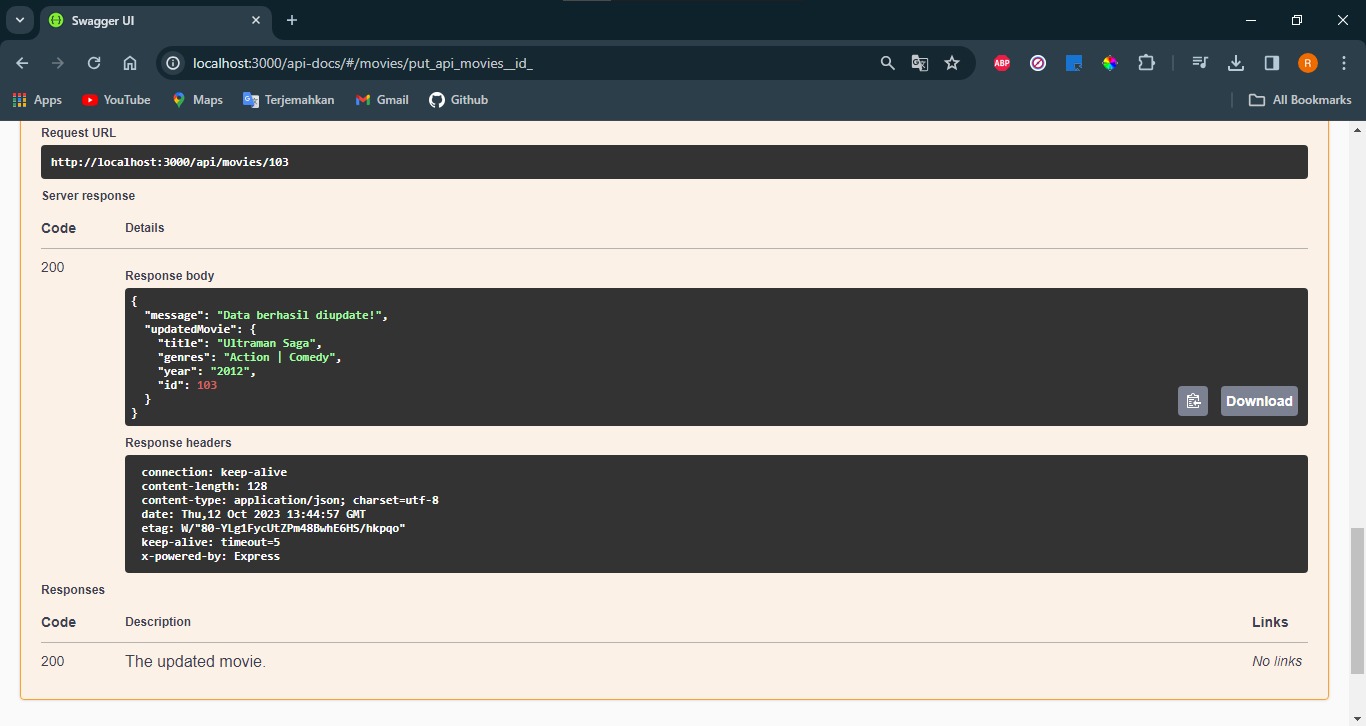 Swagger UI
localhost:3000/api-docs/#/movies/put_api_movies__id_
ABP
R
Apps YouTube Maps Terjemahkan Gmail Github All Bookmarks
Request URL
http://localhost:3000/api/movies/103
Server response
Code Details
200
Response body
{
"message": "Data berhasil diupdate!",
"updatedMovie": {
"title": "Ultraman Saga",
"genres": "Action | Comedy",
"year": "2012",
"id": 103
}
}
Download
Response headers
connection: keep-alive
content-length: 128
content-type: application/json; charset=utf-8
date: Thu,12 Oct 2023 13:44:57 GMT
etag: W/"80-YLg1FycUtZPm48BwhE6HS/hkpqo"
keep-alive: timeout=5
x-powered-by: Express
Responses
Code Description Links
200 The updated movie. No links